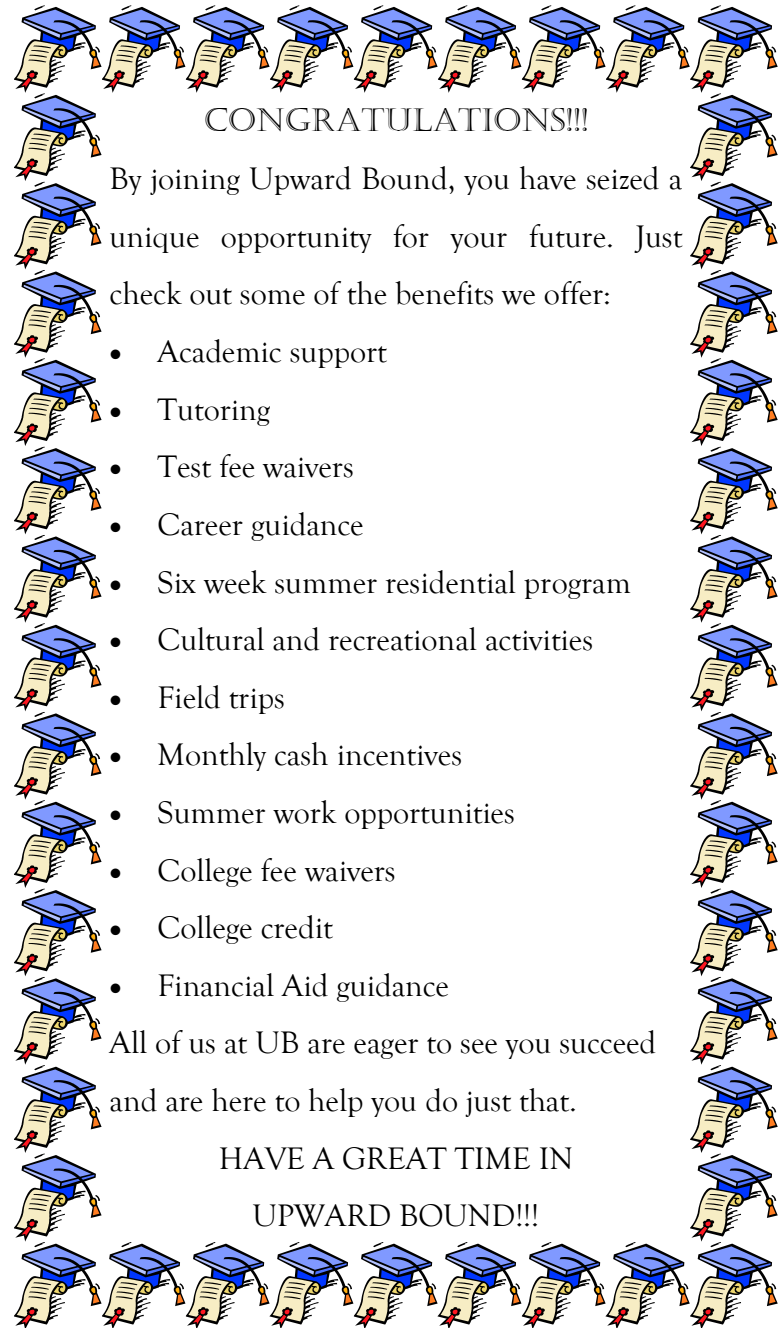 CONGRATULATIONS!!!
By joining Upward Bound, you have seized a
unique opportunity for your future. Just
check out some of the benefits we offer:
• Academic support
• Tutoring
• Test fee waivers
• Career guidance
• Six week summer residential program
• Cultural and recreational activities
• Field trips
• Monthly cash incentives
• Summer work opportunities
• College fee waivers
• College credit
• Financial Aid guidance
All of us at UB are eager to see you succeed
and are here to help you do just that.
HAVE A GREAT TIME IN
UPWARD BOUND!!!